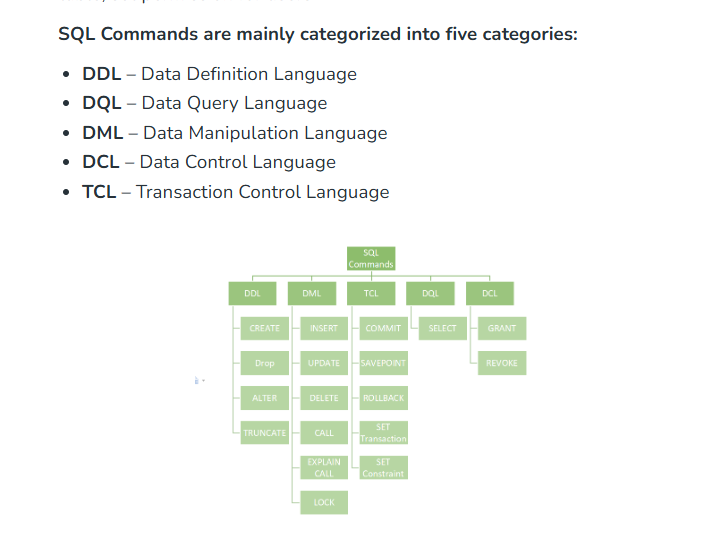 SQL Commands are mainly categorized into five categories:
DDL – Data Definition Language
DQL – Data Query Language
DML – Data Manipulation Language
DCL – Data Control Language
TCL – Transaction Control Language
SQL
Commands
DDL
DML
TCL
DQL
DCL
CREATE
INSERT
COMMIT
SELECT
GRANT
Drop
UPDATE
SAVEPOINT
REVOKE
ALTER
DELETE
ROLLBACK
TRUNCATE
CALL
SET
Transaction
EXPLAIN
CALL
SET
Constraint
LOCK